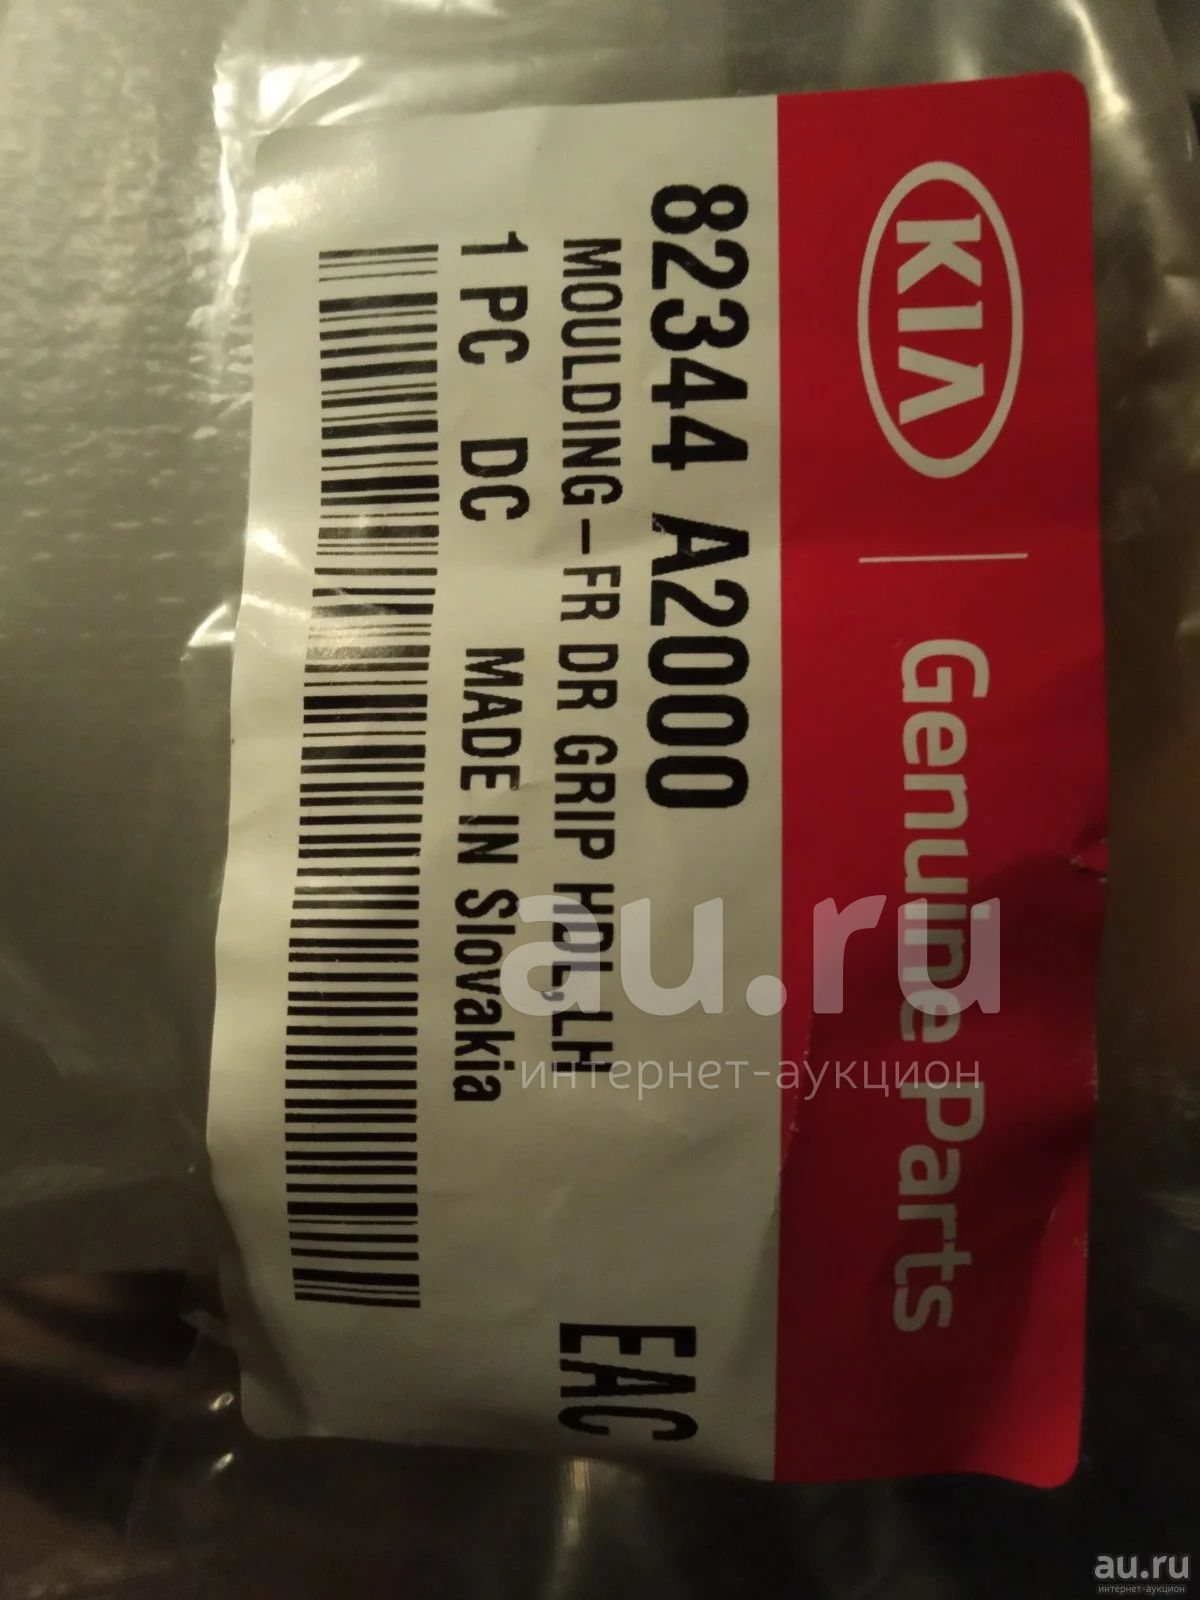 KIA | Genuine Parts
82344 A2000
MOULDING-FR DR GRIP HDL,LH
1 PC DC MADE IN Slovakia
EAC
au.ru
интернет-аукцион
au.ru
интернет-аукцион